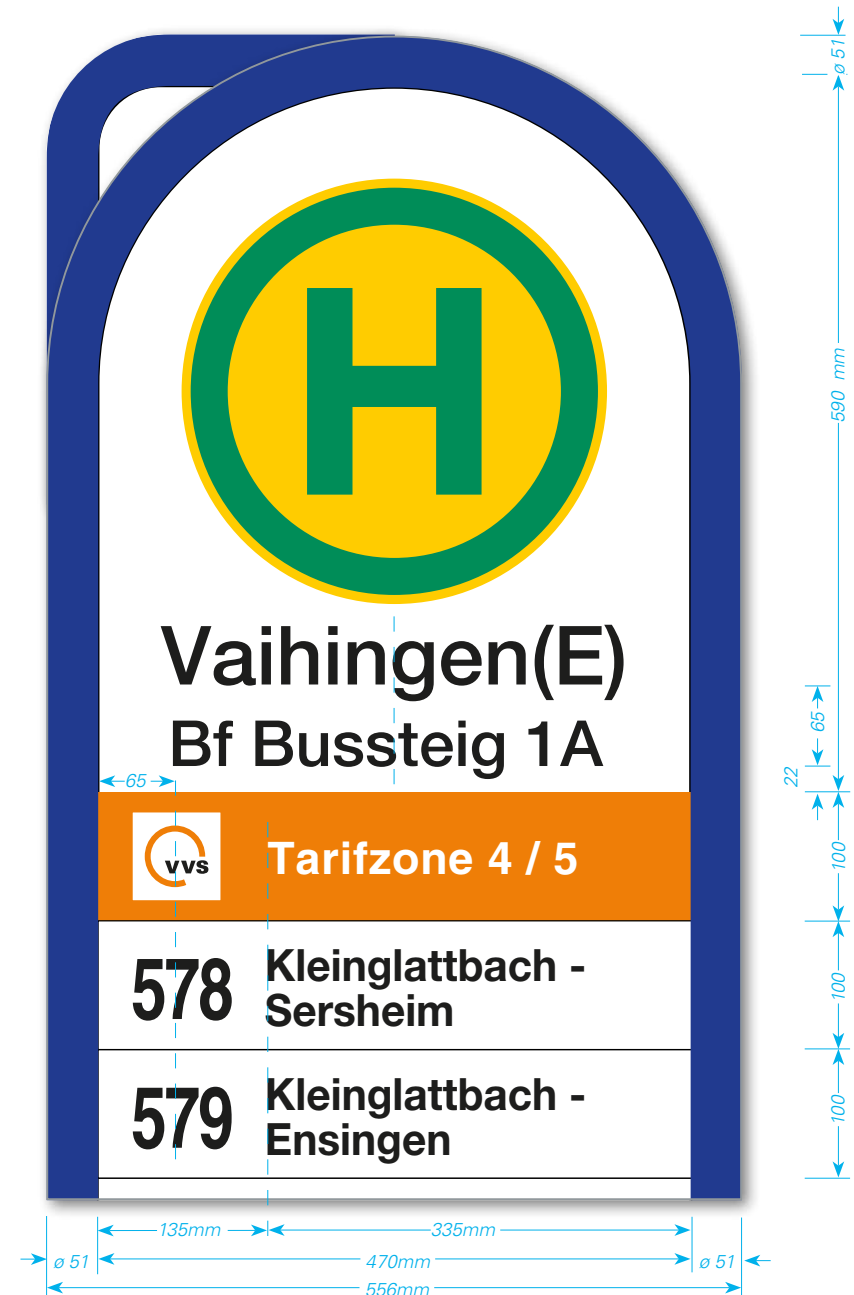 ø 51
H
590 mm
Vaihingen(E)
Bf Bussteig 1A
65
22
65
vvs
Tarifzone 4 / 5
100
578
Kleinglattbach -
Sersheim
100
579
Kleinglattbach -
Ensingen
100
135mm
335mm
ø 51
470mm
ø 51
556mm